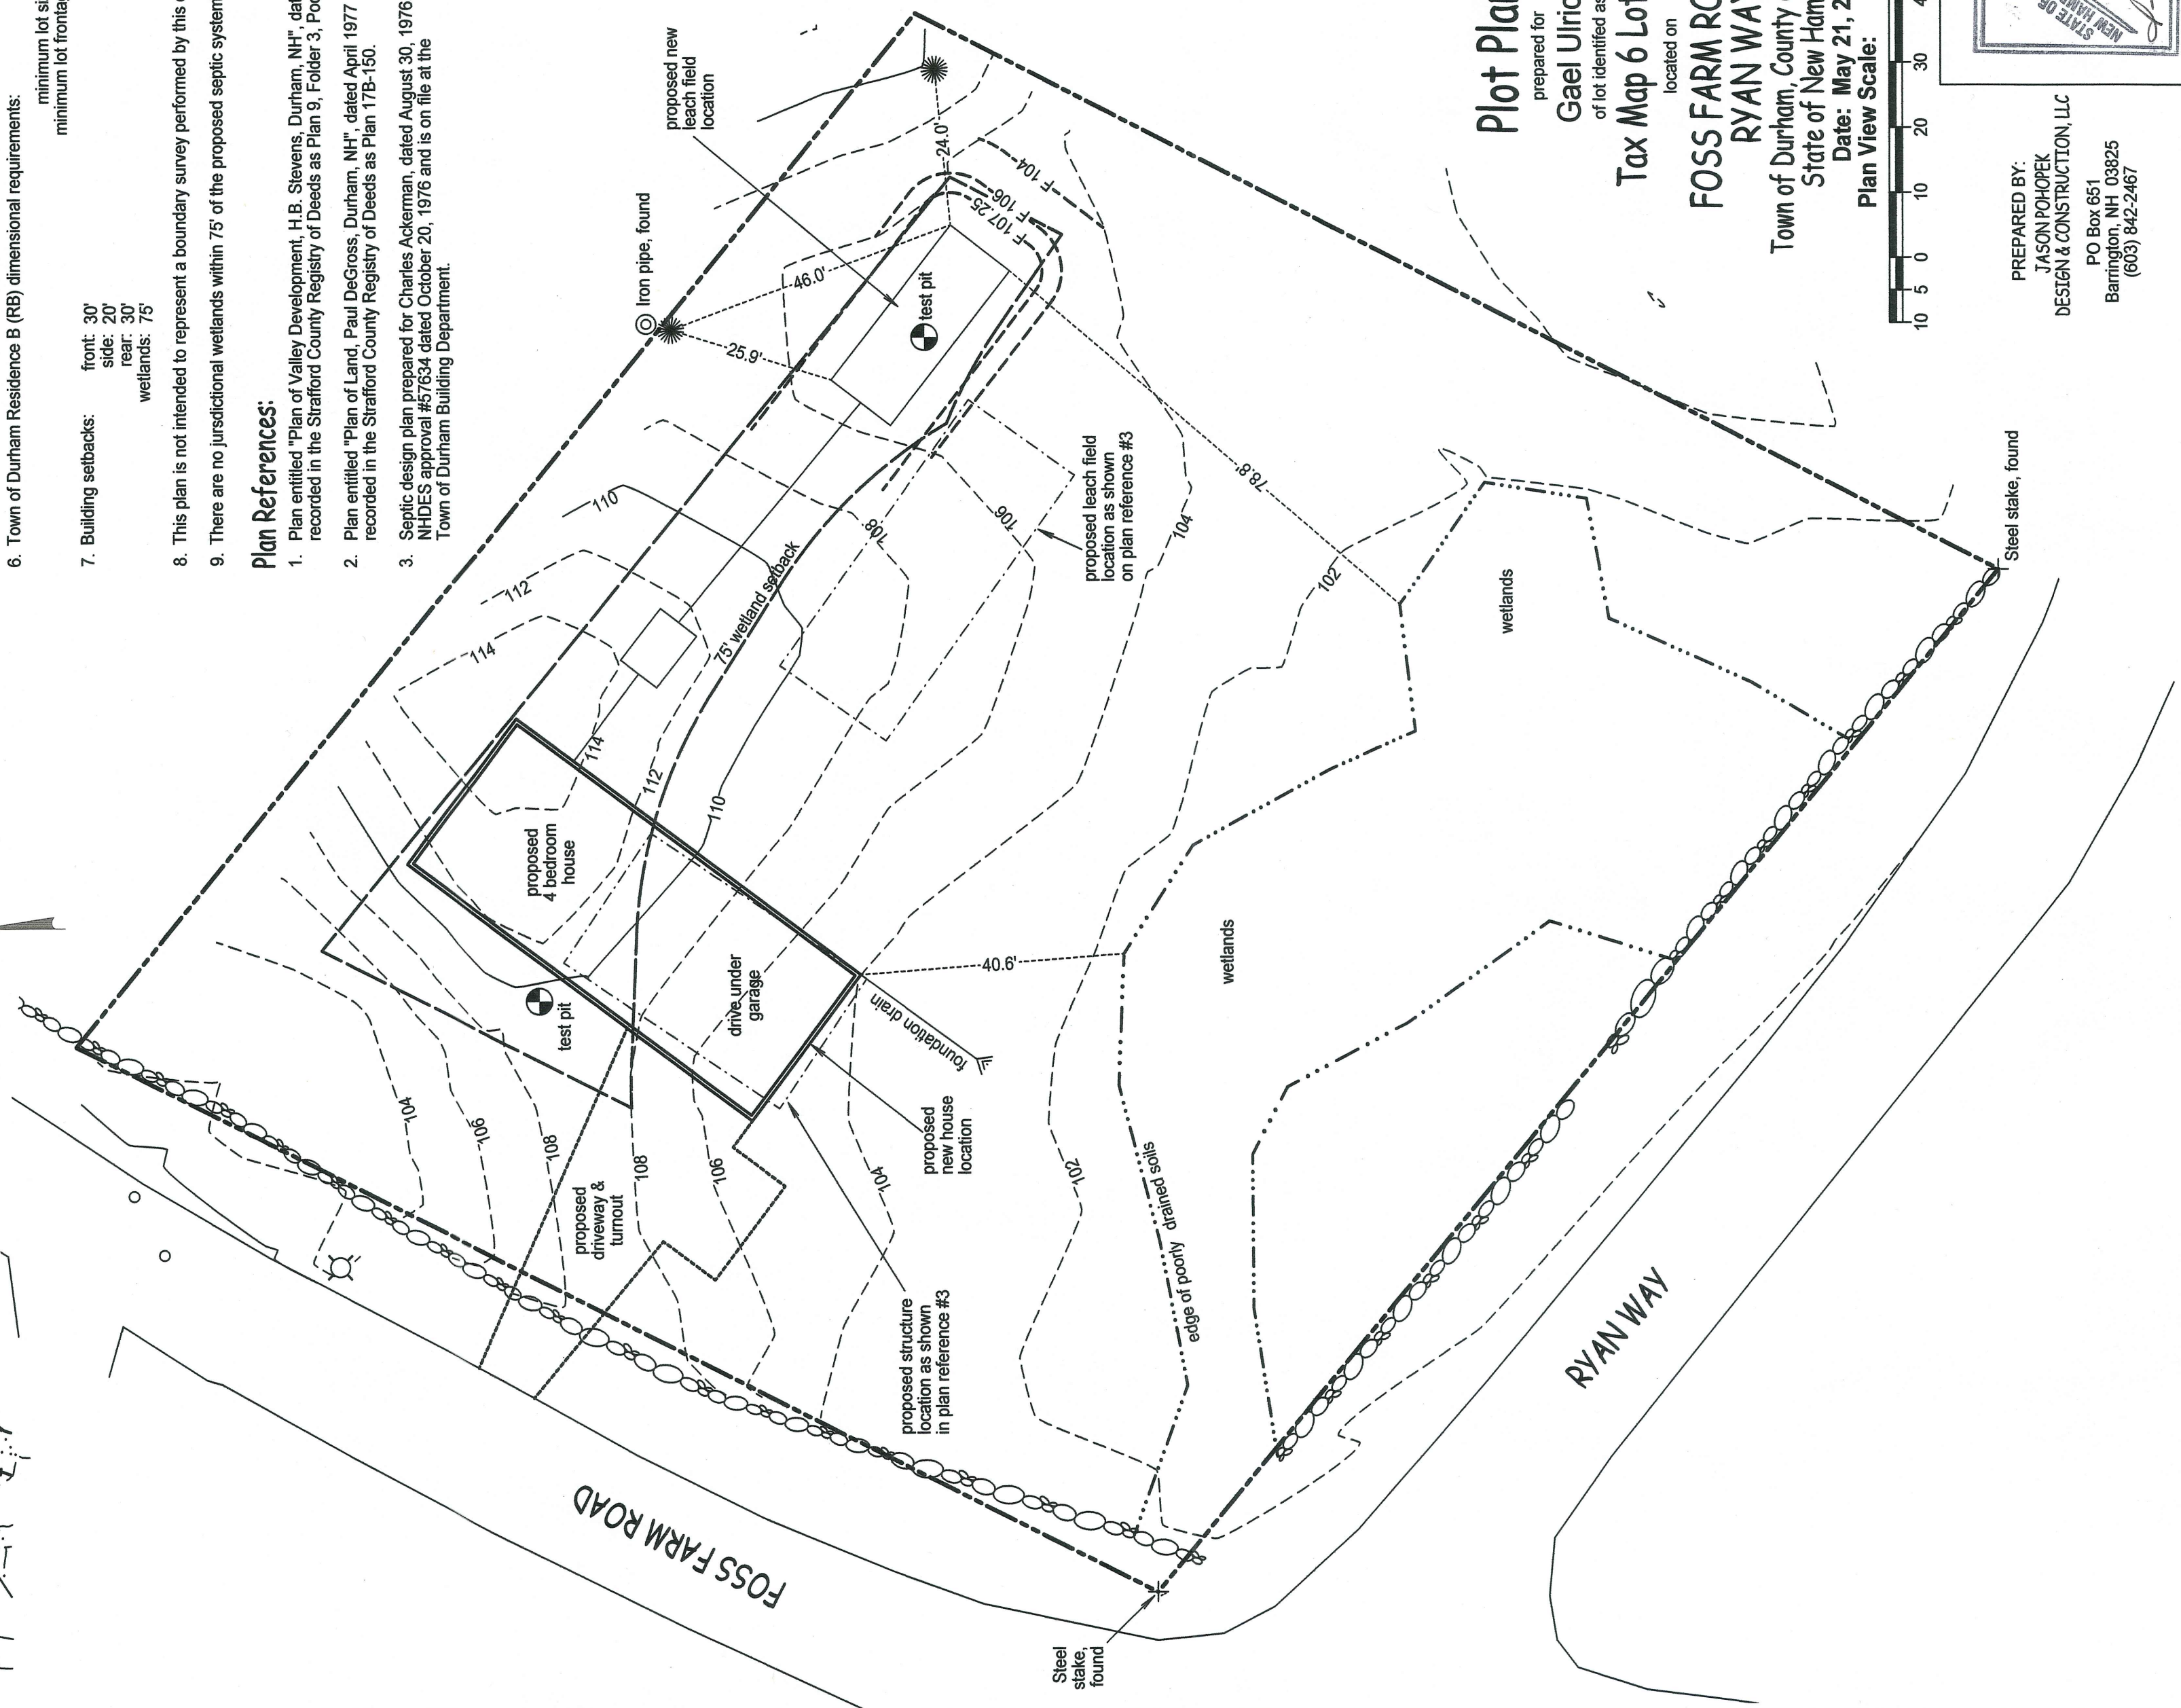 6. Town of Durham Residence B (RB) dimensional requirements:
minimum lot
minimum lot
7. Building setbacks:
front: 30'
side: 20'
rear: 30'
wetlands: 75'
8. This plan is not intended to represent a boundary survey performed by this
9. There are no jursdictional wetlands within 75' of the proposed septic system
Plan References:
1. Plan entitled "Plan of Valley Development, H.B. Stevens, Durham, NH",
recorded in the Strafford County Registry of Deeds as Plan 9, Folder 3,
2. Plan entitled "Plan of Land, Paul DeGross, Durham, NH", dated April 1977
recorded in the Strafford County Registry of Deeds as Plan 17B-150.
3. Septic design plan prepared for Charles Ackerman, dated August 30, 1976
NHDES approval #57634 dated October 20, 1976 and is on file at the
Town of Durham Building Department.
proposed new
leach field
location
Iron pipe, found
24.0'
46.0'
25.9'
test pit
F 104
F 106
F 107.25
110
112
114
108
106
104
102
75' wetland setback
proposed leach field
location as shown
on plan reference #3
78.8'
wetlands
Steel stake, found
114
112
110
proposed
4 bedroom
house
drive under
garage
test pit
40.6'
foundation drain
wetlands
104
106
108
108
106
104
102
proposed
driveway &
turnout
proposed
new house
location
proposed structure
location as shown
in plan reference #3
edge of poorly drained soils
FOSS FARM ROAD
RYAN WAY
Steel
stake,
found
Plot
prepared for
Gael
of lot identifed
Tax Map 6
located on
FOSS FARM
RYAN
Town of Durham, County
State of New
Date: May 21,
Plan View Scale:
10 5 0 10 20 30
PREPARED BY:
JASON POHOPEK
DESIGN & CONSTRUCTION, LLC
PO Box 651
Barrington, NH 03825
(603) 842-2467
STATE OF
NEW